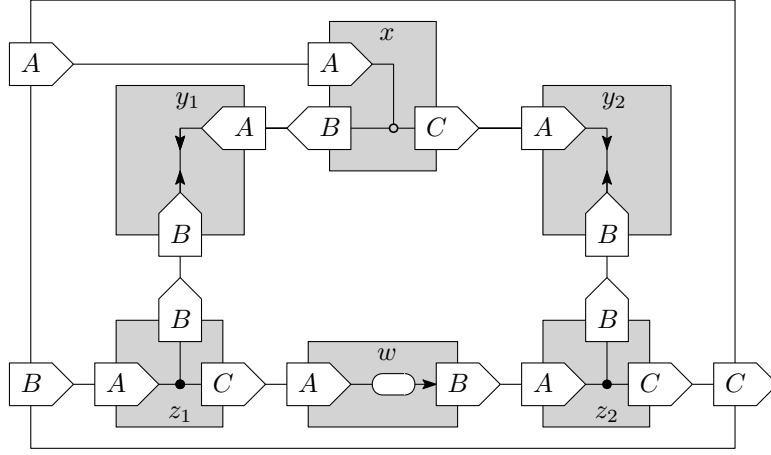 x
A A
y₁ y₂
A B C A
B B
B B
w
B A C A B A C C
z₁ z₂